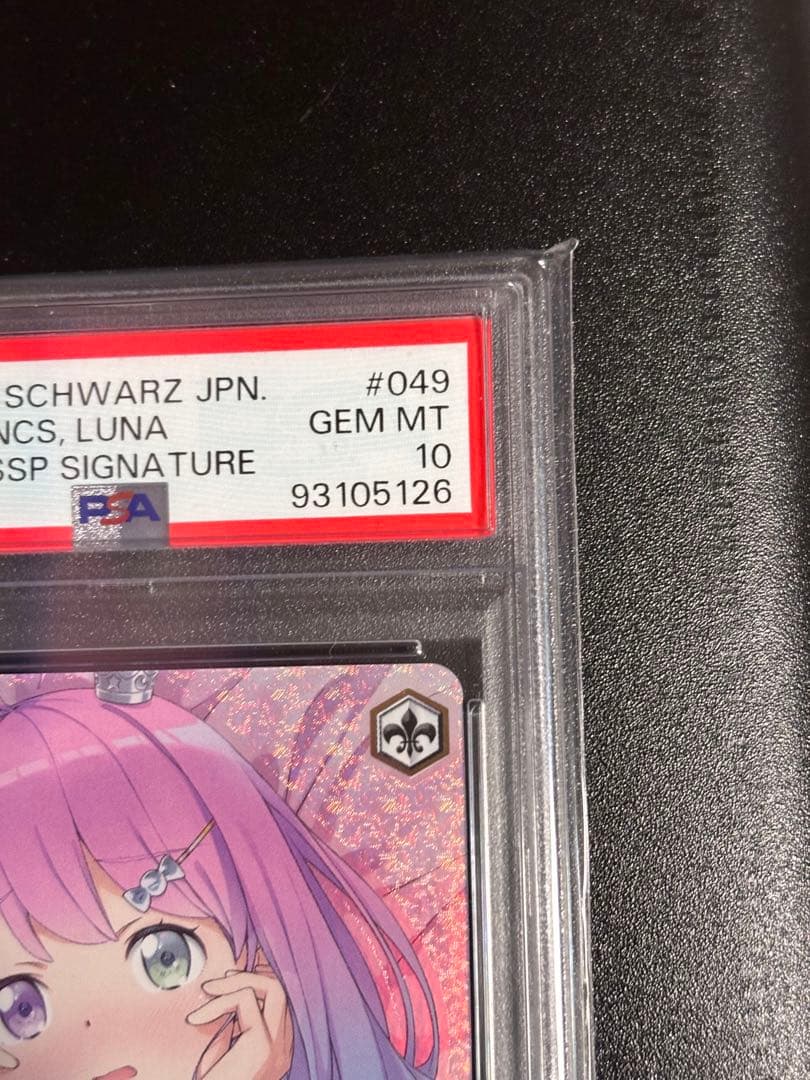 SCHWARZ JPN. #049
NCS, LUNA GEM MT
SSP SIGNATURE 10
PSA 93105126